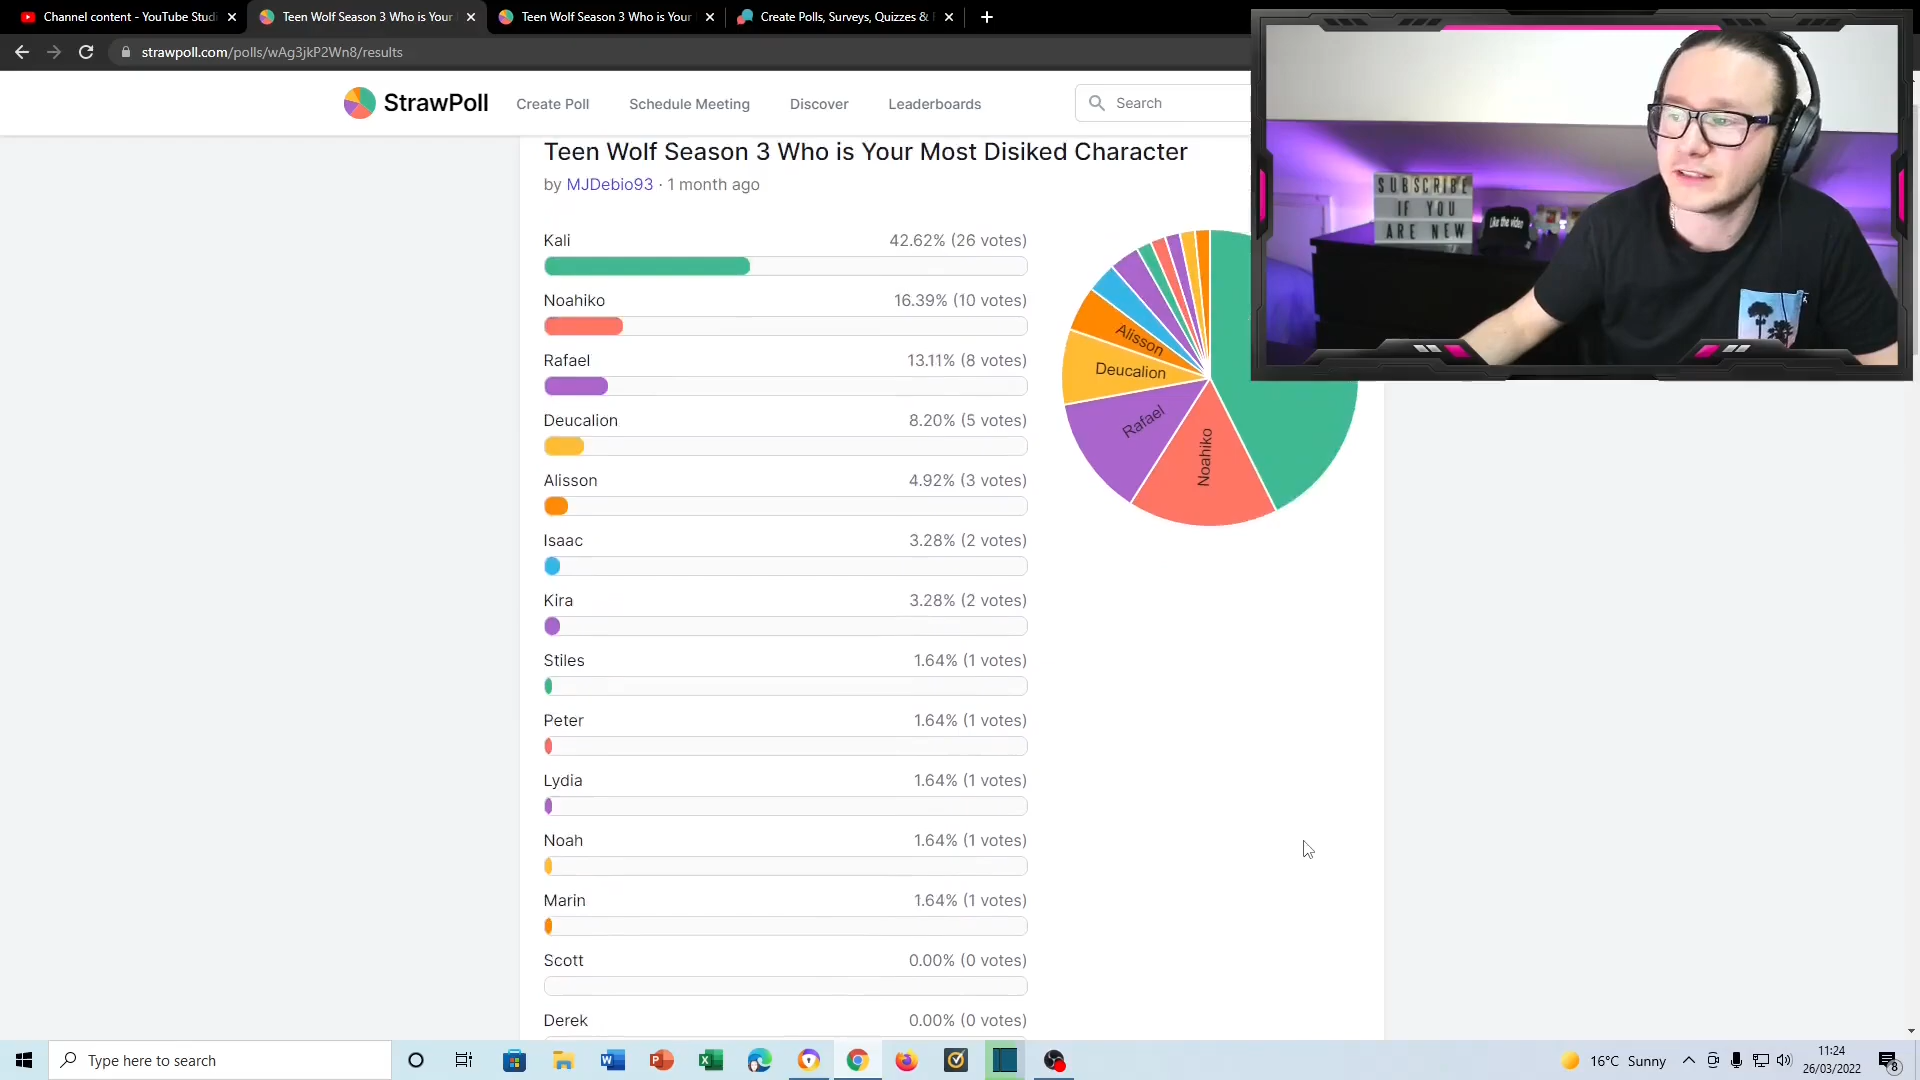 Channel content - YouTube Studi
Teen Wolf Season 3 Who is Your
Teen Wolf Season 3 Who is Your
Create Polls, Surveys, Quizzes &
strawpoll.com/polls/wAg3jkP2Wn8/results
StrawPoll
Create Poll
Schedule Meeting
Discover
Leaderboards
Search
Teen Wolf Season 3 Who is Your Most Disiked Character
by MJDebio93 · 1 month ago
Kali 42.62% (26 votes)
Noahiko 16.39% (10 votes)
Rafael 13.11% (8 votes)
Deucalion 8.20% (5 votes)
Alisson 4.92% (3 votes)
Isaac 3.28% (2 votes)
Kira 3.28% (2 votes)
Stiles 1.64% (1 votes)
Peter 1.64% (1 votes)
Lydia 1.64% (1 votes)
Noah 1.64% (1 votes)
Marin 1.64% (1 votes)
Scott 0.00% (0 votes)
Derek 0.00% (0 votes)
Alisson
Deucalion
Rafael
Noahiko
SUBSCRIBE
IF YOU
ARE NEW
Like the video
Type here to search
16°C Sunny
11:24
26/03/2022
8